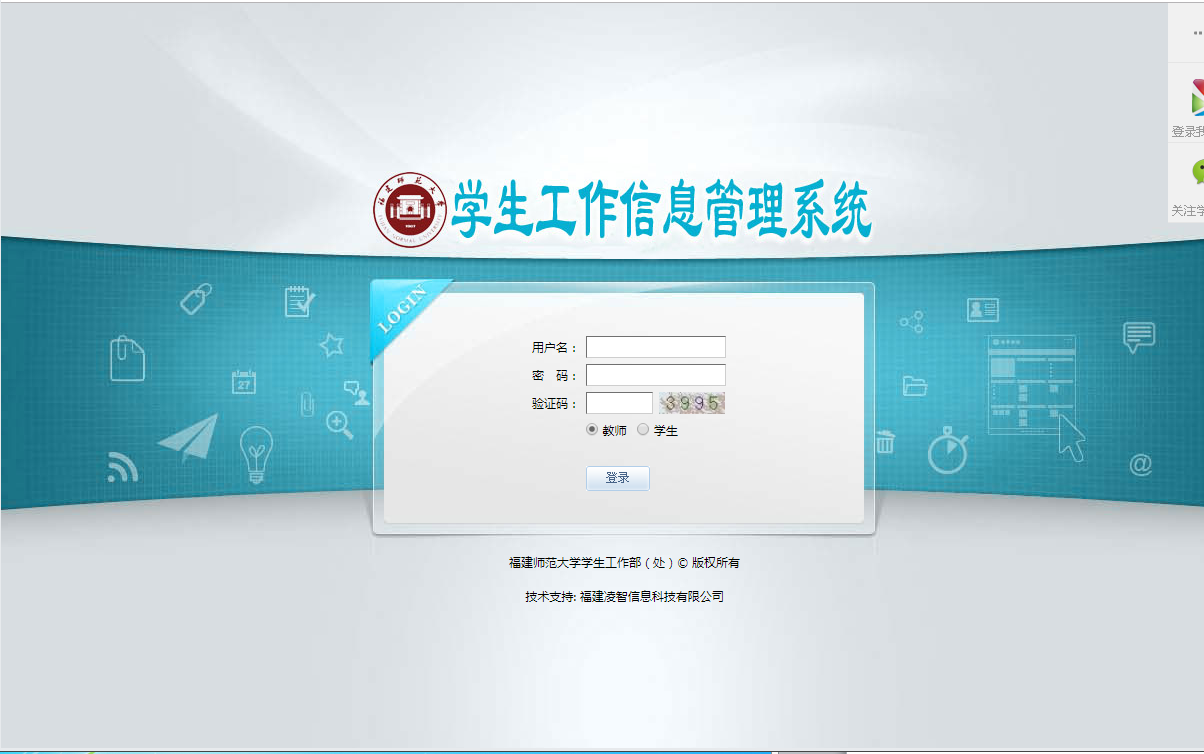 学生工作信息管理系统
登录我
关注学
LOGIN
用户名：
密 码：
验证码： 3995
教师 学生
27
@
登录
福建师范大学学生工作部（处）© 版权所有
技术支持: 福建凌智信息科技有限公司